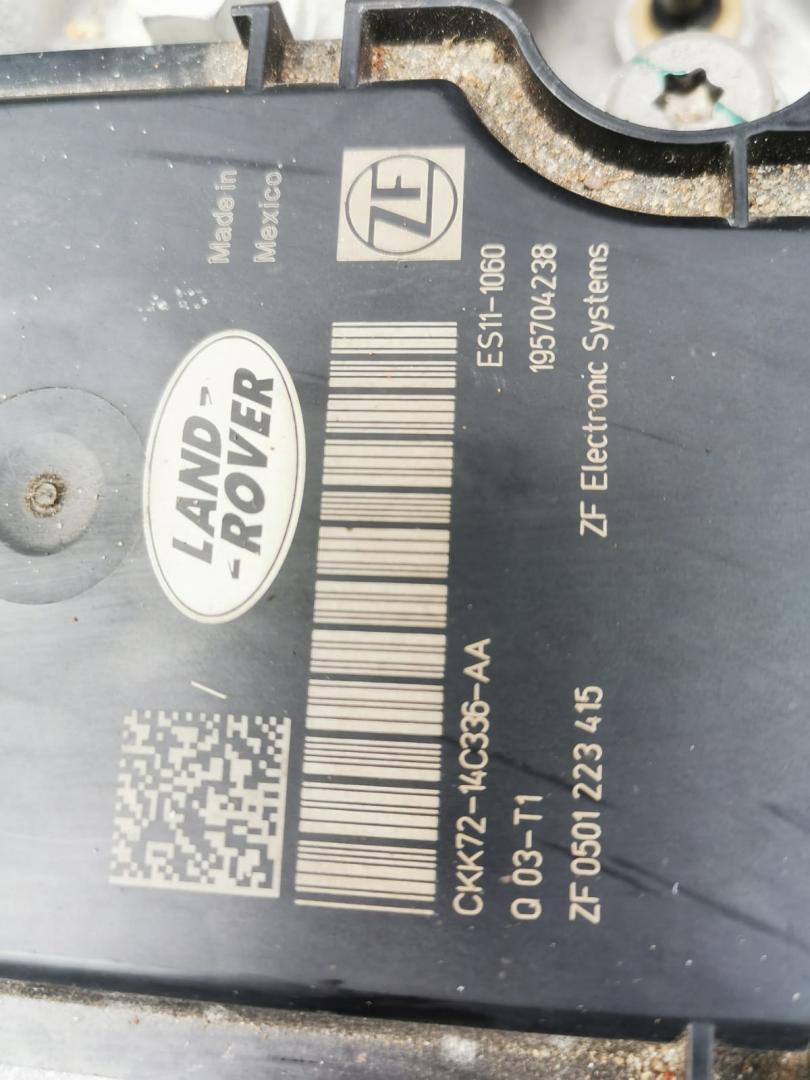 Made in
Mexico
ZF
LAND
ROVER
CKK72-14C336-AA
ES11-1060
Q 03-T1
195704238
ZF 0501 223 415
ZF Electronic Systems